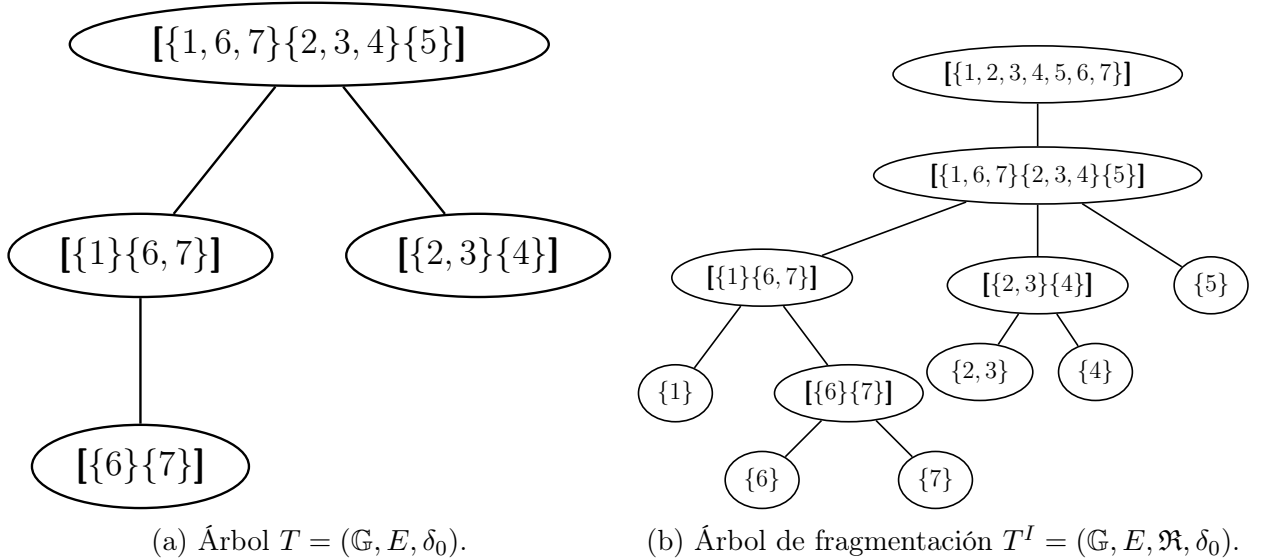 [{1, 6, 7}{2, 3, 4}{5}]
[{1}{6, 7}]
[{2, 3}{4}]
[{6}{7}]
(a) Árbol T = (𝔾, E, δ₀).
[{1, 2, 3, 4, 5, 6, 7}]
[{1, 6, 7}{2, 3, 4}{5}]
[{1}{6, 7}]
[{2, 3}{4}]
{5}
{1}
[{6}{7}]
{2, 3}
{4}
{6}
{7}
(b) Árbol de fragmentación Tᴵ = (𝔾, E, ℜ, δ₀).